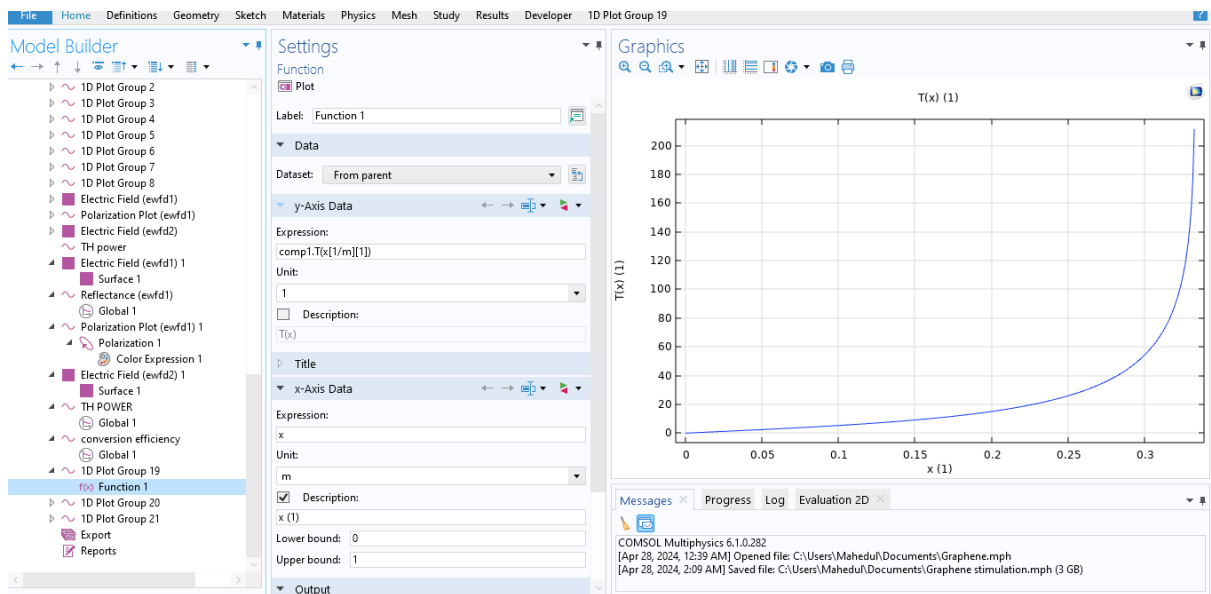 File Home Definitions Geometry Sketch Materials Physics Mesh Study Results Developer 1D Plot Group 19 ?
Model Builder
1D Plot Group 2
1D Plot Group 3
1D Plot Group 4
1D Plot Group 5
1D Plot Group 6
1D Plot Group 7
1D Plot Group 8
Electric Field (ewfd1)
Polarization Plot (ewfd1)
Electric Field (ewfd2)
TH power
Electric Field (ewfd1) 1
Surface 1
Reflectance (ewfd1)
Global 1
Polarization Plot (ewfd1) 1
Polarization 1
Color Expression 1
Electric Field (ewfd2) 1
Surface 1
TH POWER
Global 1
conversion efficiency
Global 1
1D Plot Group 19
f(x) Function 1
1D Plot Group 20
1D Plot Group 21
Export
Reports
Settings
Function
Plot
Label: Function 1
Data
Dataset: From parent
y-Axis Data
Expression:
comp1.T(x[1/m][1])
Unit:
1
Description:
T(x)
Title
x-Axis Data
Expression:
x
Unit:
m
Description:
x (1)
Lower bound: 0
Upper bound: 1
Output
Graphics
T(x) (1)
200
180
160
140
120
100
80
60
40
20
0
T(x) (1)
0 0.05 0.1 0.15 0.2 0.25 0.3
x (1)
Messages Progress Log Evaluation 2D
COMSOL Multiphysics 6.1.0.282
[Apr 28, 2024, 12:39 AM] Opened file: C:\Users\Mahedul\Documents\Graphene.mph
[Apr 28, 2024, 2:09 AM] Saved file: C:\Users\Mahedul\Documents\Graphene stimulation.mph (3 GB)